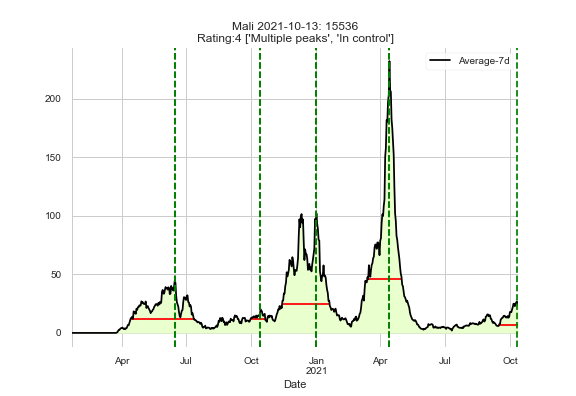 Mali 2021-10-13: 15536
Rating:4 ['Multiple peaks', 'In control']
Average-7d
200
150
100
50
0
Apr Jul Oct Jan Apr Jul Oct
2021
Date